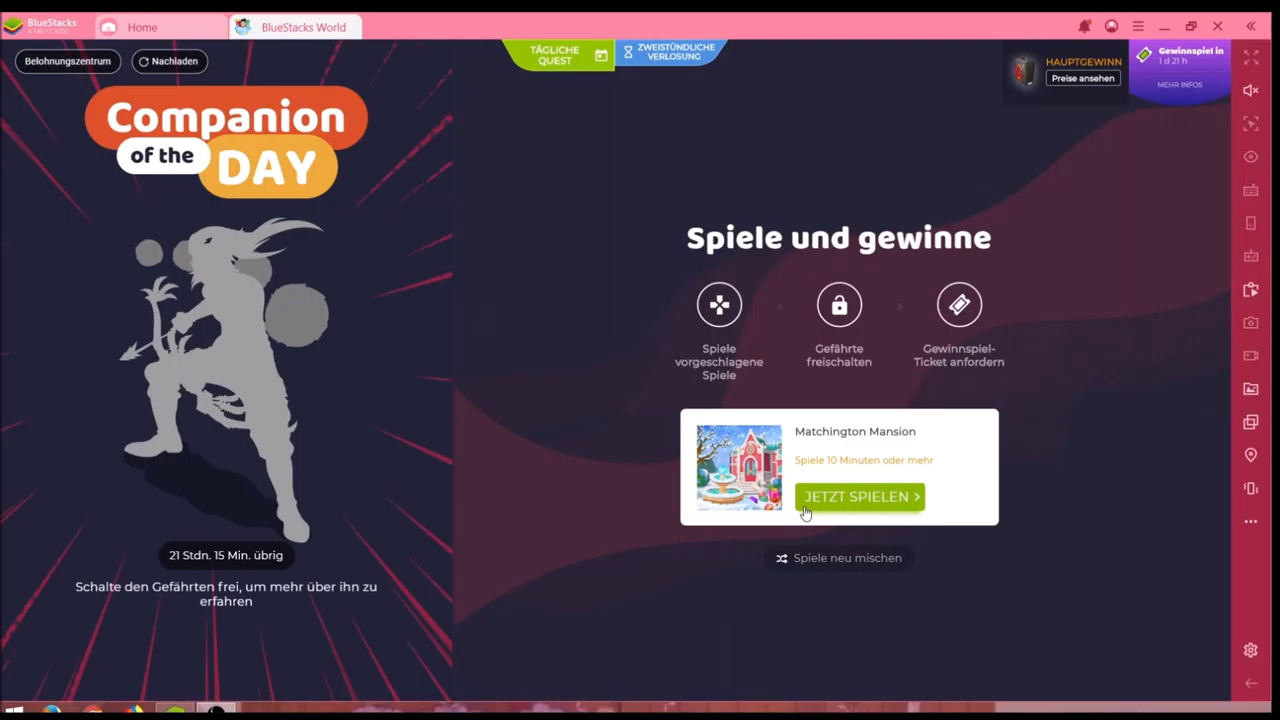 BlueStacks
Home
BlueStacks World
Belohnungszentrum
Nachladen
TÄGLICHE
QUEST
ZWEISTÜNDLICHE
VERLOSUNG
HAUPTGEWINN
Preise ansehen
Gewinnspiel in
1 d 21 h
MEHR INFOS
Companion
of the
DAY
21 Stdn. 15 Min. übrig
Schalte den Gefährten frei, um mehr über ihn zu
erfahren
Spiele und gewinne
Spiele
vorgeschlagene
Spiele
Gefährte
freischalten
Gewinnspiel-
Ticket anfordern
Matchington Mansion
Spiele 10 Minuten oder mehr
JETZT SPIELEN
Spiele neu mischen